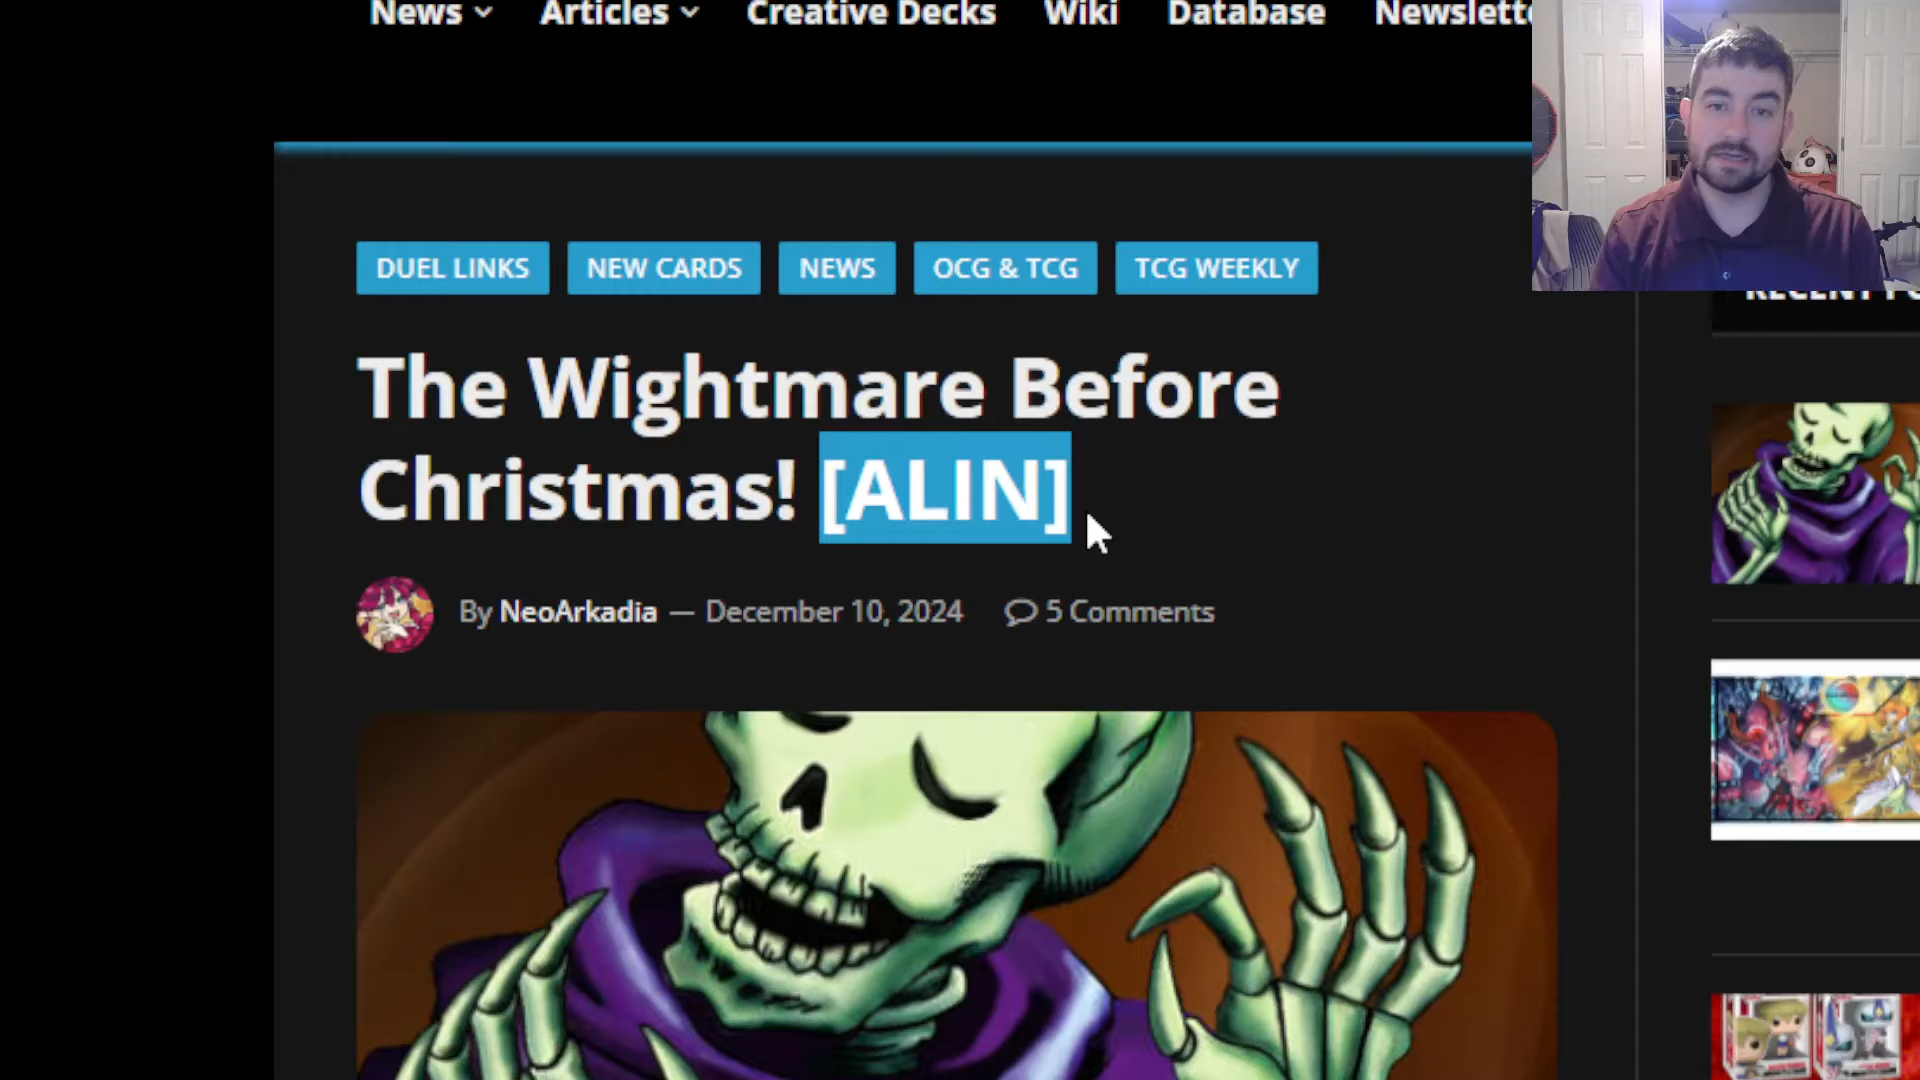 News Articles Creative Decks Wiki Database
DUEL LINKS NEW CARDS NEWS OCG & TCG TCG WEEKLY
The Wightmare Before
Christmas! [ALIN]
By NeoArkadia — December 10, 2024 5 Comments